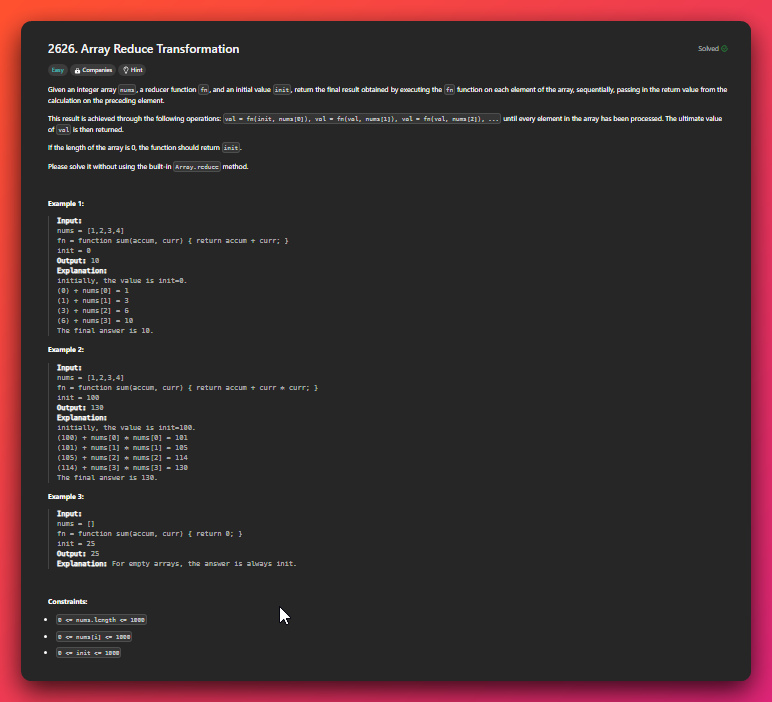 2626. Array Reduce Transformation
Solved
Easy Companies Hint
Given an integer array nums, a reducer function fn, and an initial value init, return the final result obtained by executing the fn function on each element of the array, sequentially, passing in the return value from the
calculation on the preceding element.
This result is achieved through the following operations: val = fn(init, nums[0]), val = fn(val, nums[1]), val = fn(val, nums[2]), ... until every element in the array has been processed. The ultimate value
of val is then returned.
If the length of the array is 0, the function should return init.
Please solve it without using the built-in Array.reduce method.
Example 1:
Input:
nums = [1,2,3,4]
fn = function sum(accum, curr) { return accum + curr; }
init = 0
Output: 10
Explanation:
initially, the value is init=0.
(0) + nums[0] = 1
(1) + nums[1] = 3
(3) + nums[2] = 6
(6) + nums[3] = 10
The final answer is 10.
Example 2:
Input:
nums = [1,2,3,4]
fn = function sum(accum, curr) { return accum + curr * curr; }
init = 100
Output: 130
Explanation:
initially, the value is init=100.
(100) + nums[0] * nums[0] = 101
(101) + nums[1] * nums[1] = 105
(105) + nums[2] * nums[2] = 114
(114) + nums[3] * nums[3] = 130
The final answer is 130.
Example 3:
Input:
nums = []
fn = function sum(accum, curr) { return 0; }
init = 25
Output: 25
Explanation: For empty arrays, the answer is always init.
Constraints:
0 <= nums.length <= 1000
0 <= nums[i] <= 1000
0 <= init <= 1000